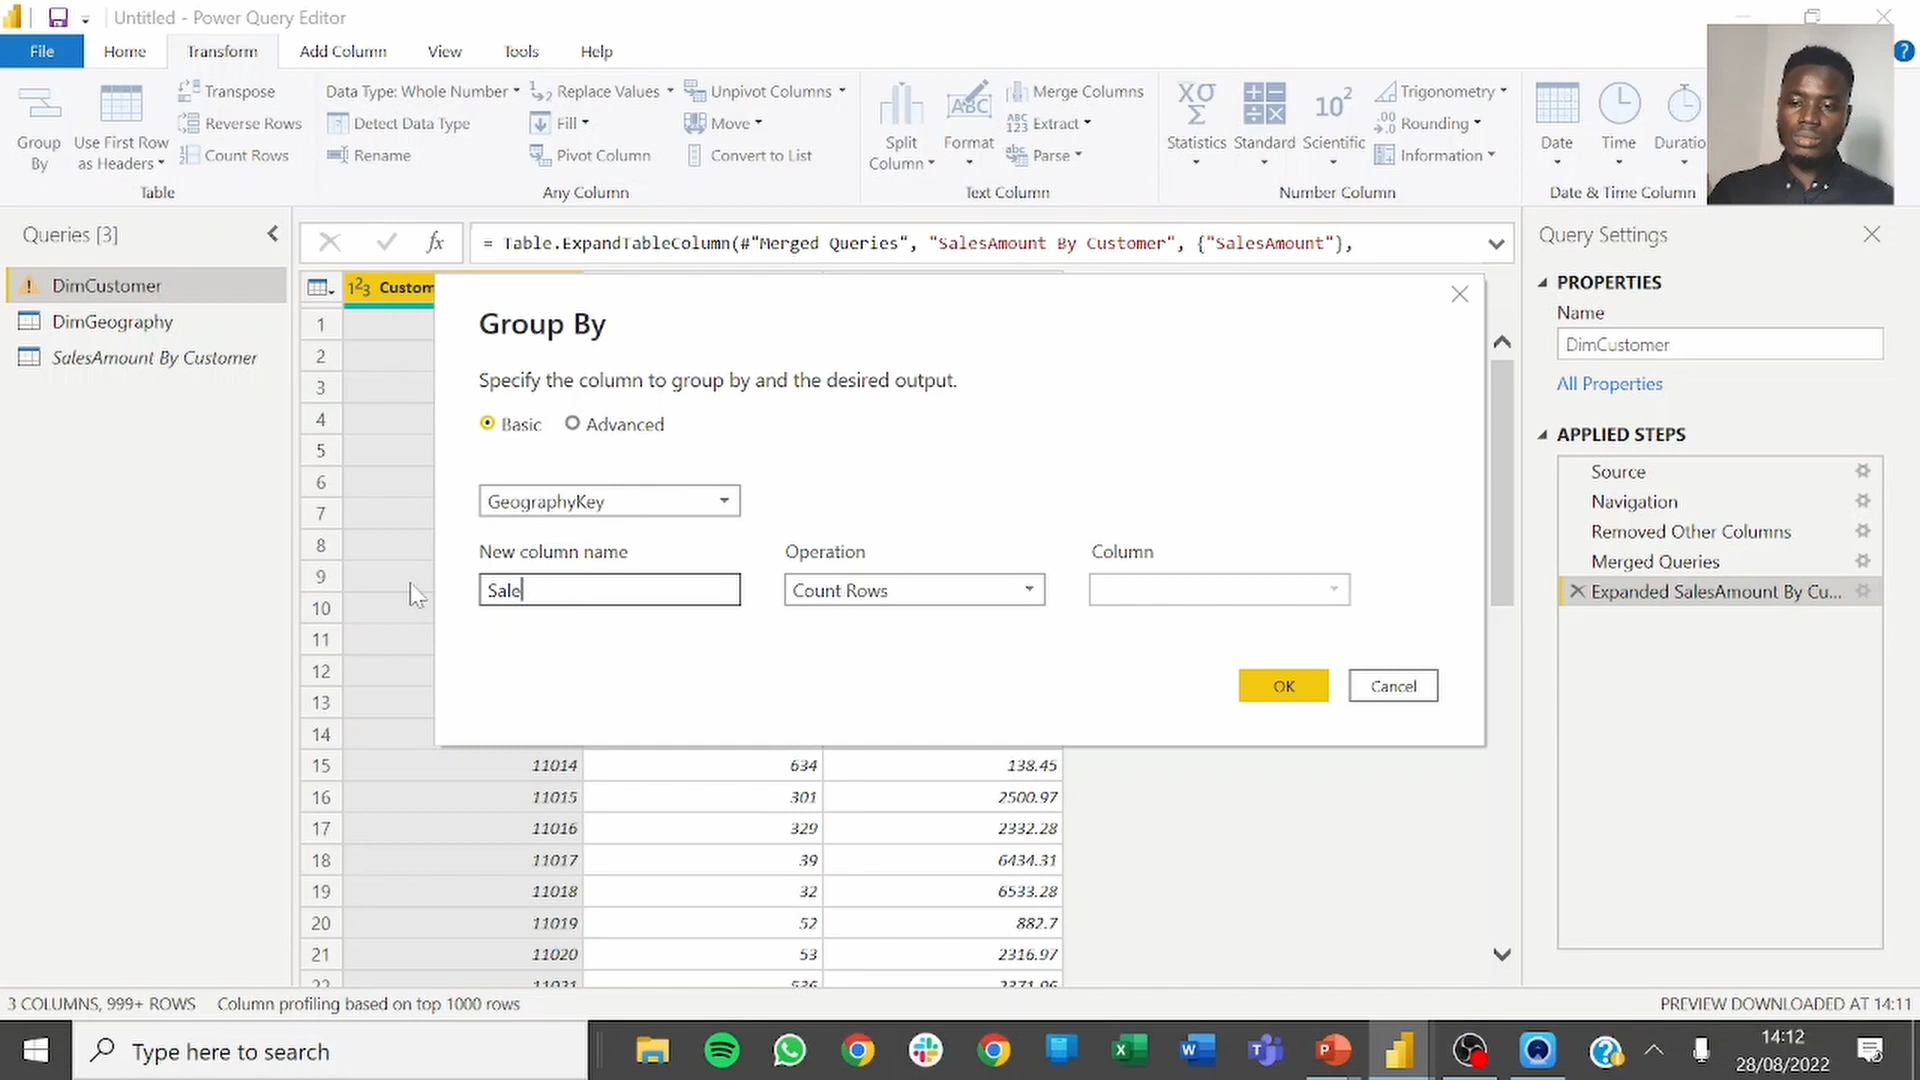 Untitled - Power Query Editor
File Home Transform Add Column View Tools Help
Group By
Use First Row as Headers
Transpose
Reverse Rows
Count Rows
Table
Data Type: Whole Number
Detect Data Type
Rename
Replace Values
Fill
Pivot Column
Unpivot Columns
Move
Convert to List
Any Column
Split Column
Format
Merge Columns
Extract
Parse
Text Column
Statistics
Standard
Scientific
Trigonometry
Rounding
Information
Number Column
Date
Time
Duratio
Date & Time Column
Queries [3]
DimCustomer
DimGeography
SalesAmount By Customer
fx
= Table.ExpandTableColumn(#"Merged Queries", "SalesAmount By Customer", {"SalesAmount"},
123 Custom
1
2
3
4
5
6
7
8
9
10
11
12
13
14
15 11014 634 138.45
16 11015 301 2500.97
17 11016 329 2332.28
18 11017 39 6434.31
19 11018 32 6533.28
20 11019 52 882.7
21 11020 53 2316.97
22 11021 536 2371.96
Group By
Specify the column to group by and the desired output.
Basic Advanced
GeographyKey
New column name Operation Column
Sale Count Rows
OK Cancel
Query Settings
PROPERTIES
Name
DimCustomer
All Properties
APPLIED STEPS
Source
Navigation
Removed Other Columns
Merged Queries
Expanded SalesAmount By Cu...
3 COLUMNS, 999+ ROWS Column profiling based on top 1000 rows
PREVIEW DOWNLOADED AT 14:11
Type here to search
14:12
28/08/2022